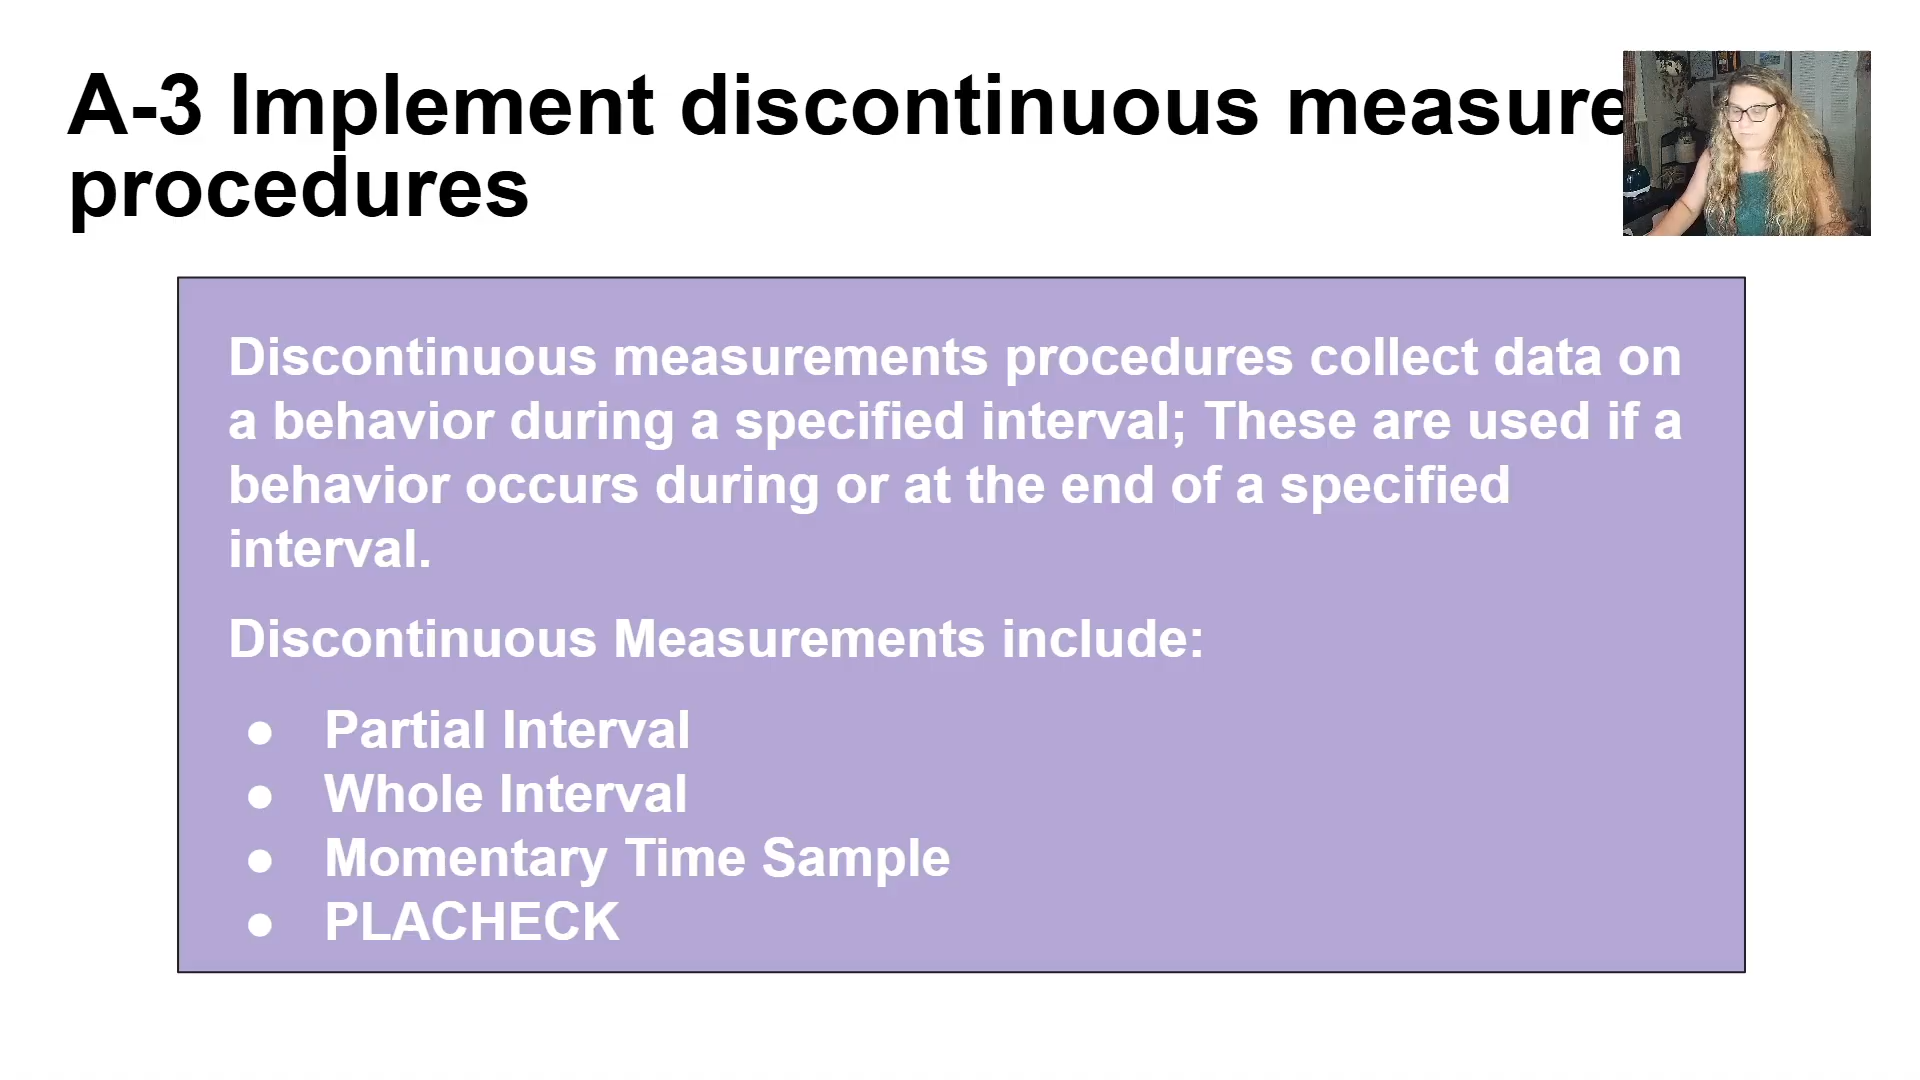 A-3 Implement discontinuous measure
procedures
Discontinuous measurements procedures collect data on
a behavior during a specified interval; These are used if a
behavior occurs during or at the end of a specified
interval.
Discontinuous Measurements include:
● Partial Interval
● Whole Interval
● Momentary Time Sample
● PLACHECK